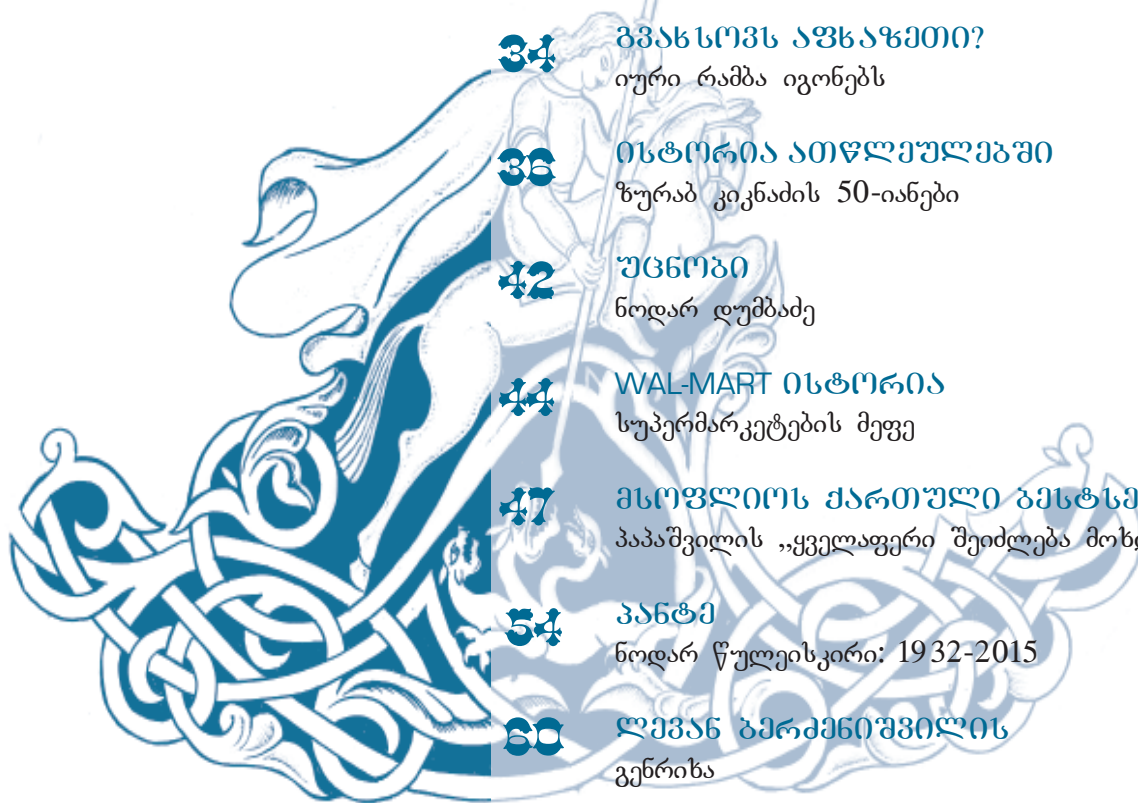 34
გვახსოვს აფხაზეთი?
იური რამბა იგონებს
36
ისტორია ათწლეულებში
ზურაბ კიკნაძის 50-იანები
42
უცნობი
ნოდარ დუმბაძე
44
WAL-MART ისტორია
სუპერმარკეტების მეფე
47
მსოფლიოს ქართული ბესტსე
პაპაშვილის „ყველაფერი შეიძლება მოხდ
54
პანტე
ნოდარ წულეისკირი: 1932-2015
60
ლევან ბერძენიშვილის
გენრიხა